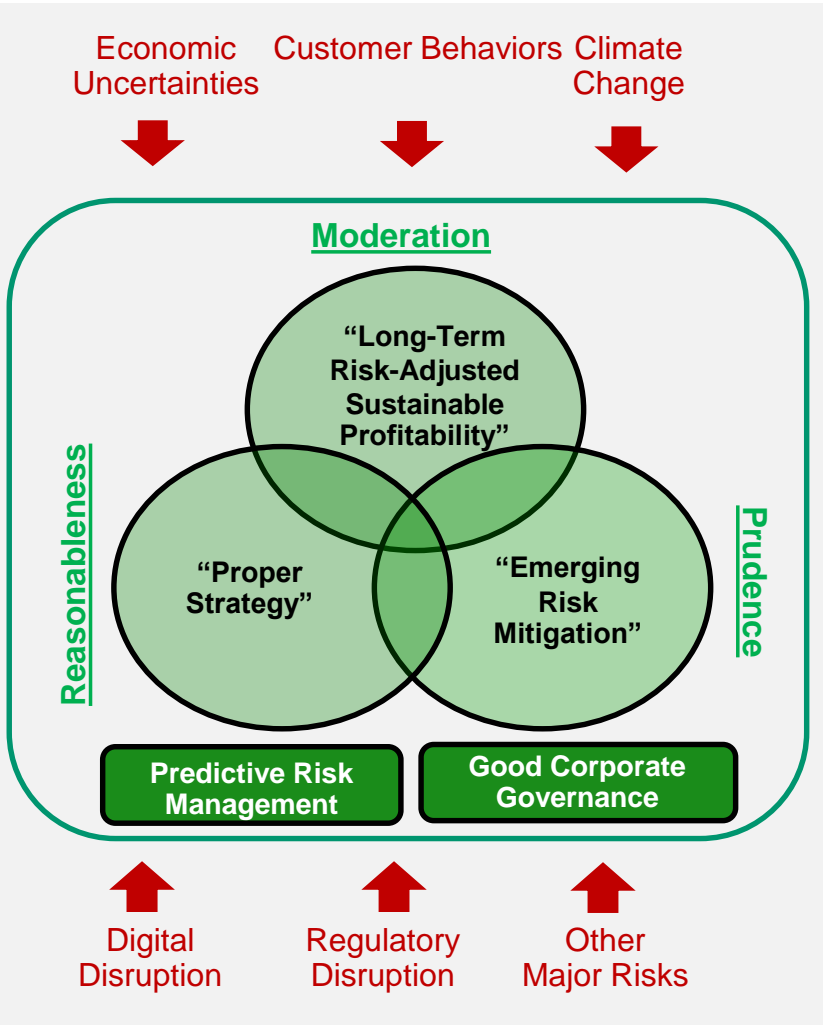 Economic
Uncertainties
Customer Behaviors
Climate
Change
Moderation
“Long-Term
Risk-Adjusted
Sustainable
Profitability”
Reasonableness
“Proper
Strategy”
“Emerging
Risk
Mitigation”
Prudence
Predictive Risk
Management
Good Corporate
Governance
Digital
Disruption
Regulatory
Disruption
Other
Major Risks